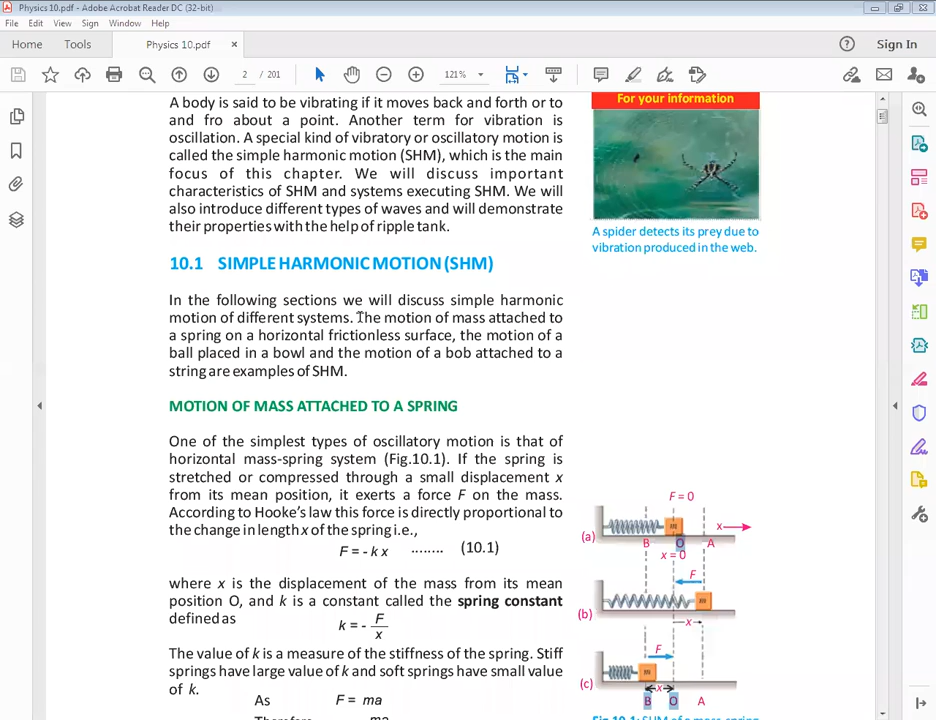 Physics 10.pdf - Adobe Acrobat Reader DC (32-bit)
File Edit View Sign Window Help
Home Tools Physics 10.pdf × Sign In
2 / 201 121%
A body is said to be vibrating if it moves back and forth or to
and fro about a point. Another term for vibration is
oscillation. A special kind of vibratory or oscillatory motion is
called the simple harmonic motion (SHM), which is the main
focus of this chapter. We will discuss important
characteristics of SHM and systems executing SHM. We will
also introduce different types of waves and will demonstrate
their properties with the help of ripple tank.
For your information
A spider detects its prey due to
vibration produced in the web.
10.1 SIMPLE HARMONIC MOTION (SHM)
In the following sections we will discuss simple harmonic
motion of different systems. The motion of mass attached to
a spring on a horizontal frictionless surface, the motion of a
ball placed in a bowl and the motion of a bob attached to a
string are examples of SHM.
MOTION OF MASS ATTACHED TO A SPRING
One of the simplest types of oscillatory motion is that of
horizontal mass-spring system (Fig.10.1). If the spring is
stretched or compressed through a small displacement x
from its mean position, it exerts a force F on the mass.
According to Hooke's law this force is directly proportional to
the change in length x of the spring i.e.,
F = - k x ........ (10.1)
where x is the displacement of the mass from its mean
position O, and k is a constant called the spring constant
defined as
k = - F
x
The value of k is a measure of the stiffness of the spring. Stiff
springs have large value of k and soft springs have small value
of k.
As F = ma
Therefore ma
F = 0
m x
(a) B O A
x = 0
F
m
(b) x
F
m
(c) x
B O A
Fig 10.1: SHM of a mass-spring